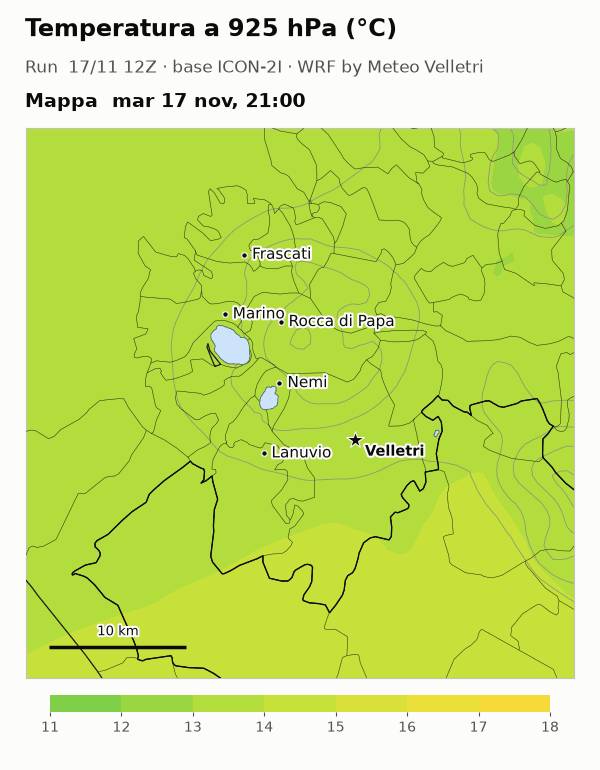 Temperatura a 925 hPa (°C)
Run  17/11 12Z · base ICON-2I · WRF by Meteo Velletri
Mappa  mar 17 nov, 21:00
Frascati
Marino
Rocca di Papa
Nemi
Velletri
Lanuvio
10 km
11 12 13 14 15 16 17 18